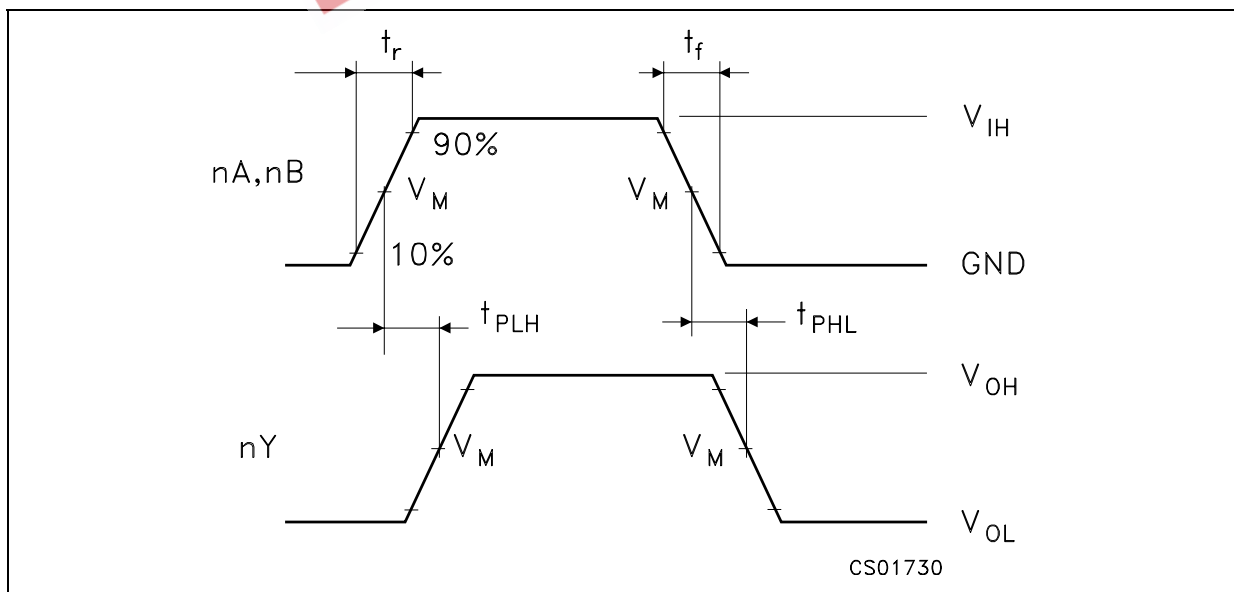 t_r t_f
V_IH
90%
nA,nB
V_M V_M
10%
GND
t_PLH t_PHL
V_OH
nY
V_M V_M
V_OL
CS01730